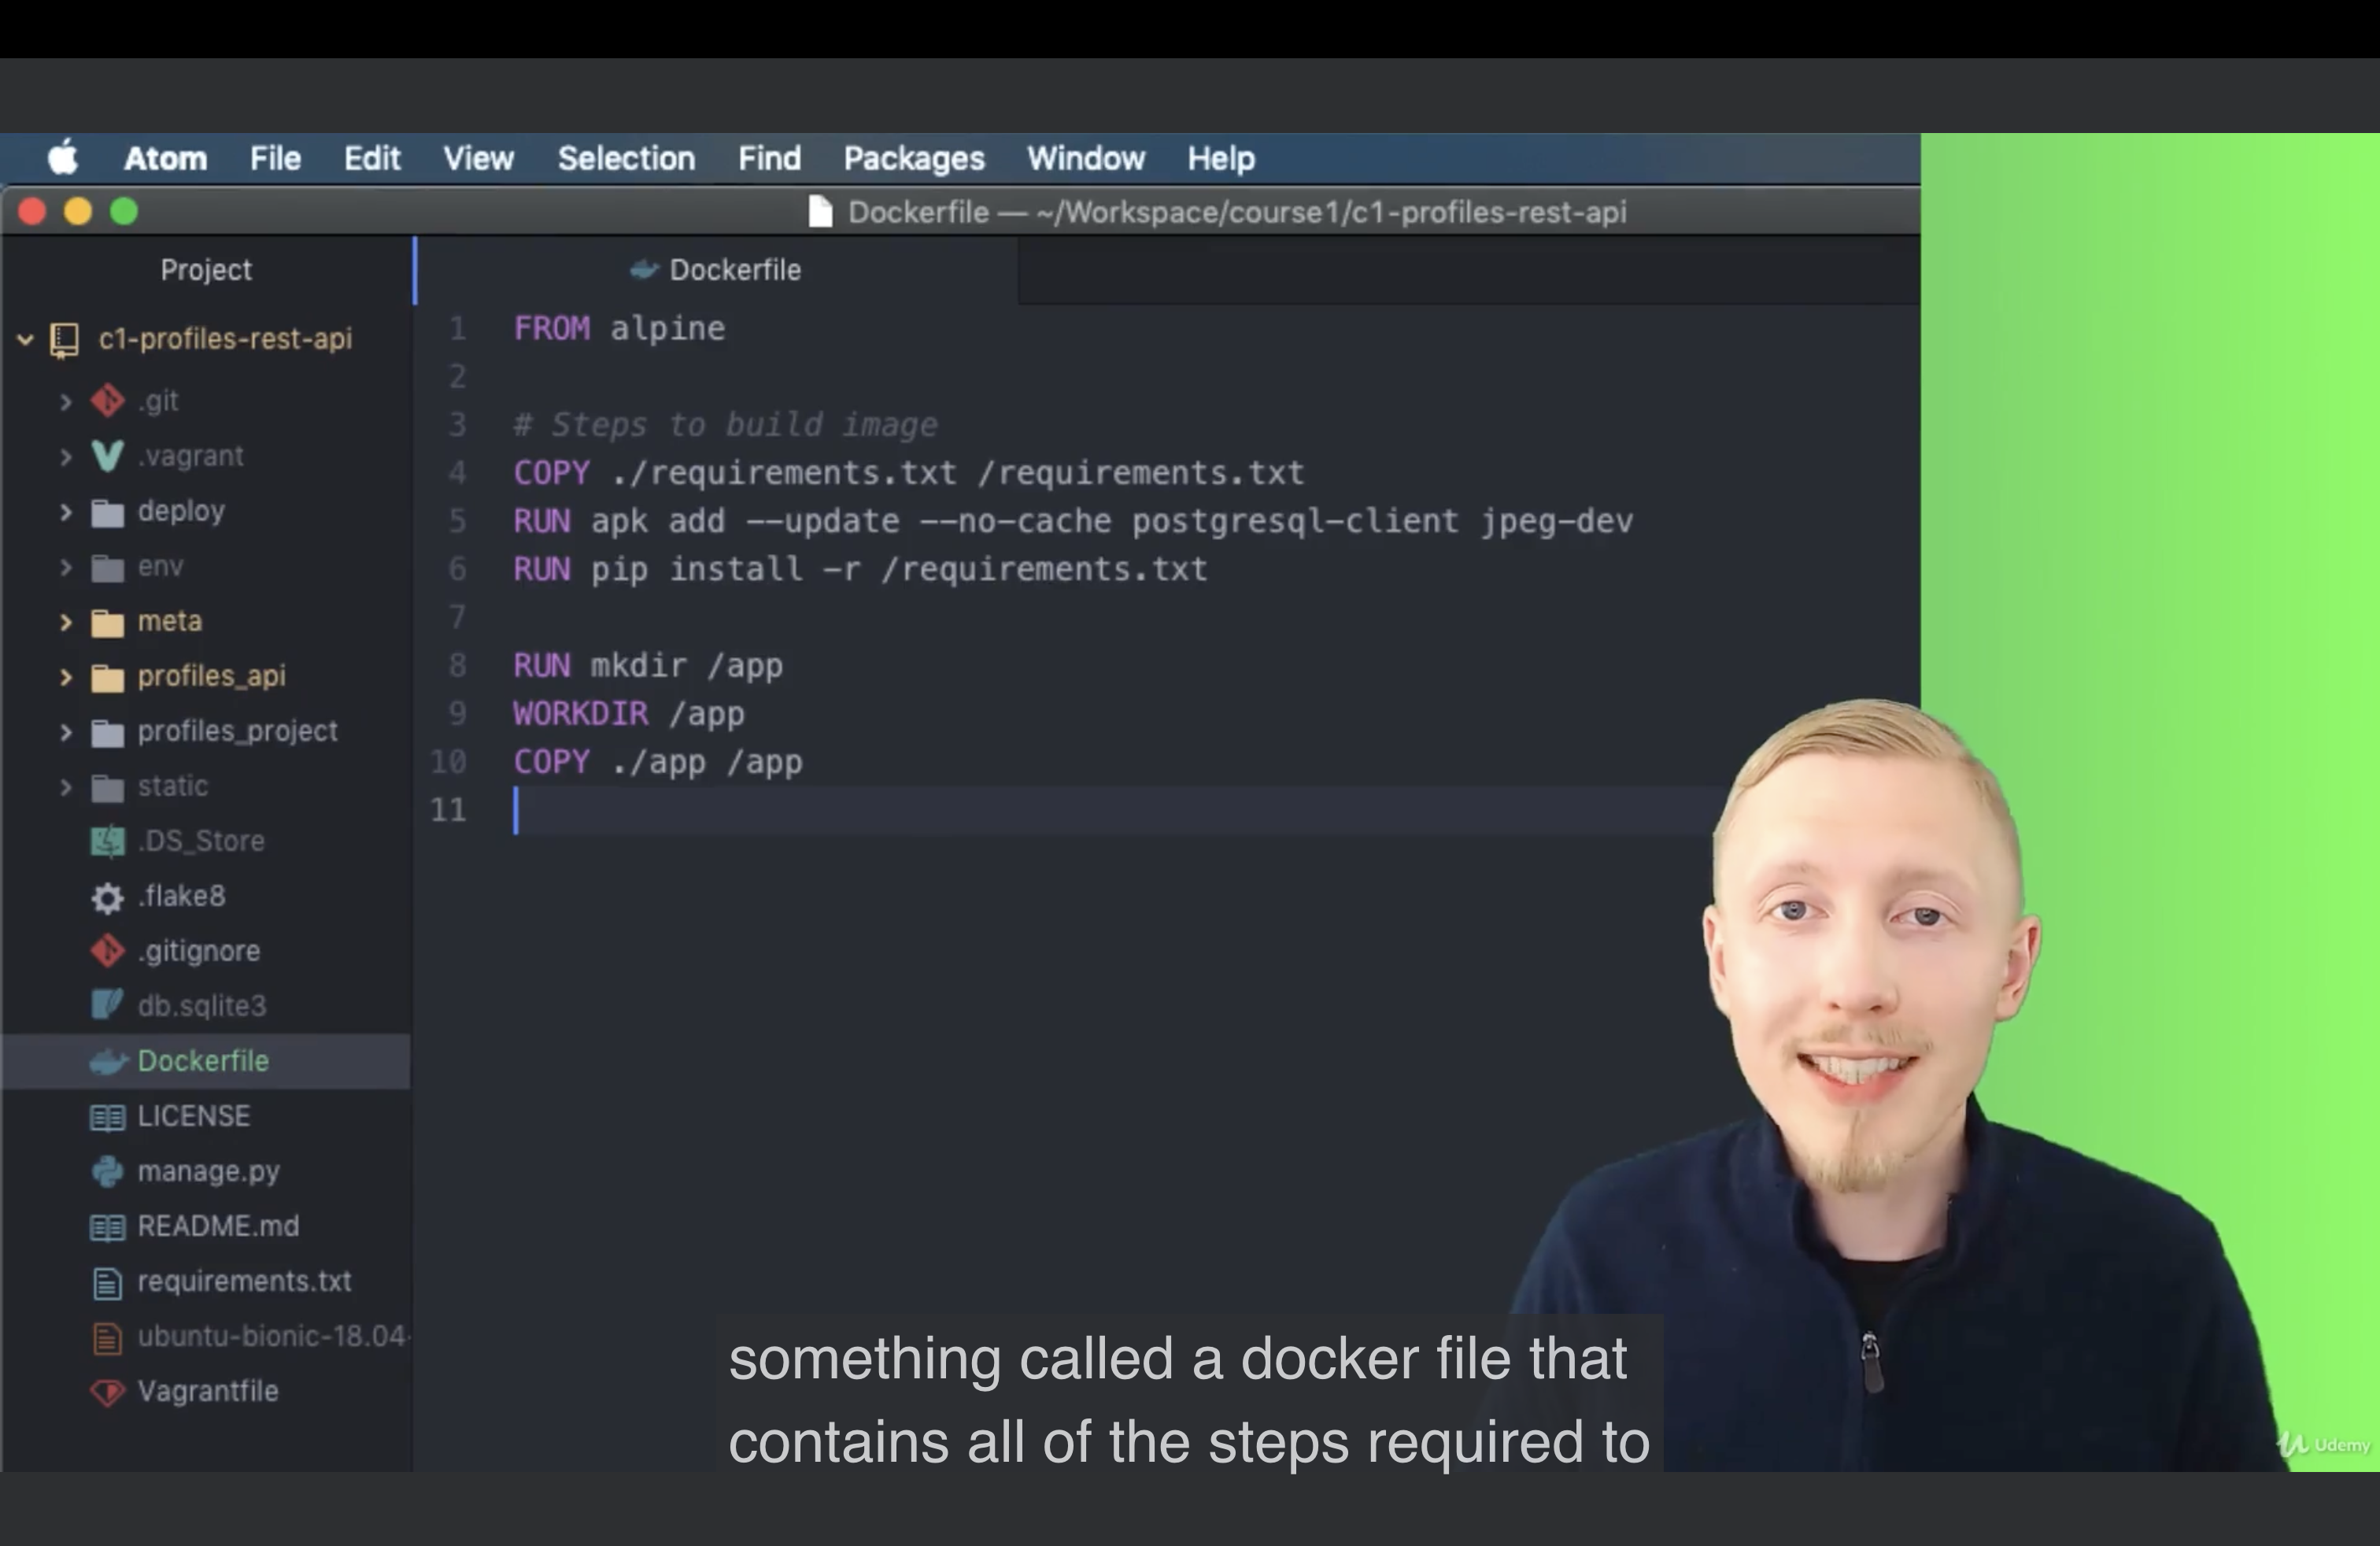 Atom File Edit View Selection Find Packages Window Help
Dockerfile — ~/Workspace/course1/c1-profiles-rest-api
Project
Dockerfile
c1-profiles-rest-api
.git
.vagrant
deploy
env
meta
profiles_api
profiles_project
static
.DS_Store
.flake8
.gitignore
db.sqlite3
Dockerfile
LICENSE
manage.py
README.md
requirements.txt
ubuntu-bionic-18.04-
Vagrantfile
1 FROM alpine
2
3 # Steps to build image
4 COPY ./requirements.txt /requirements.txt
5 RUN apk add --update --no-cache postgresql-client jpeg-dev
6 RUN pip install -r /requirements.txt
7
8 RUN mkdir /app
9 WORKDIR /app
10 COPY ./app /app
11
something called a docker file that
contains all of the steps required to
Udemy